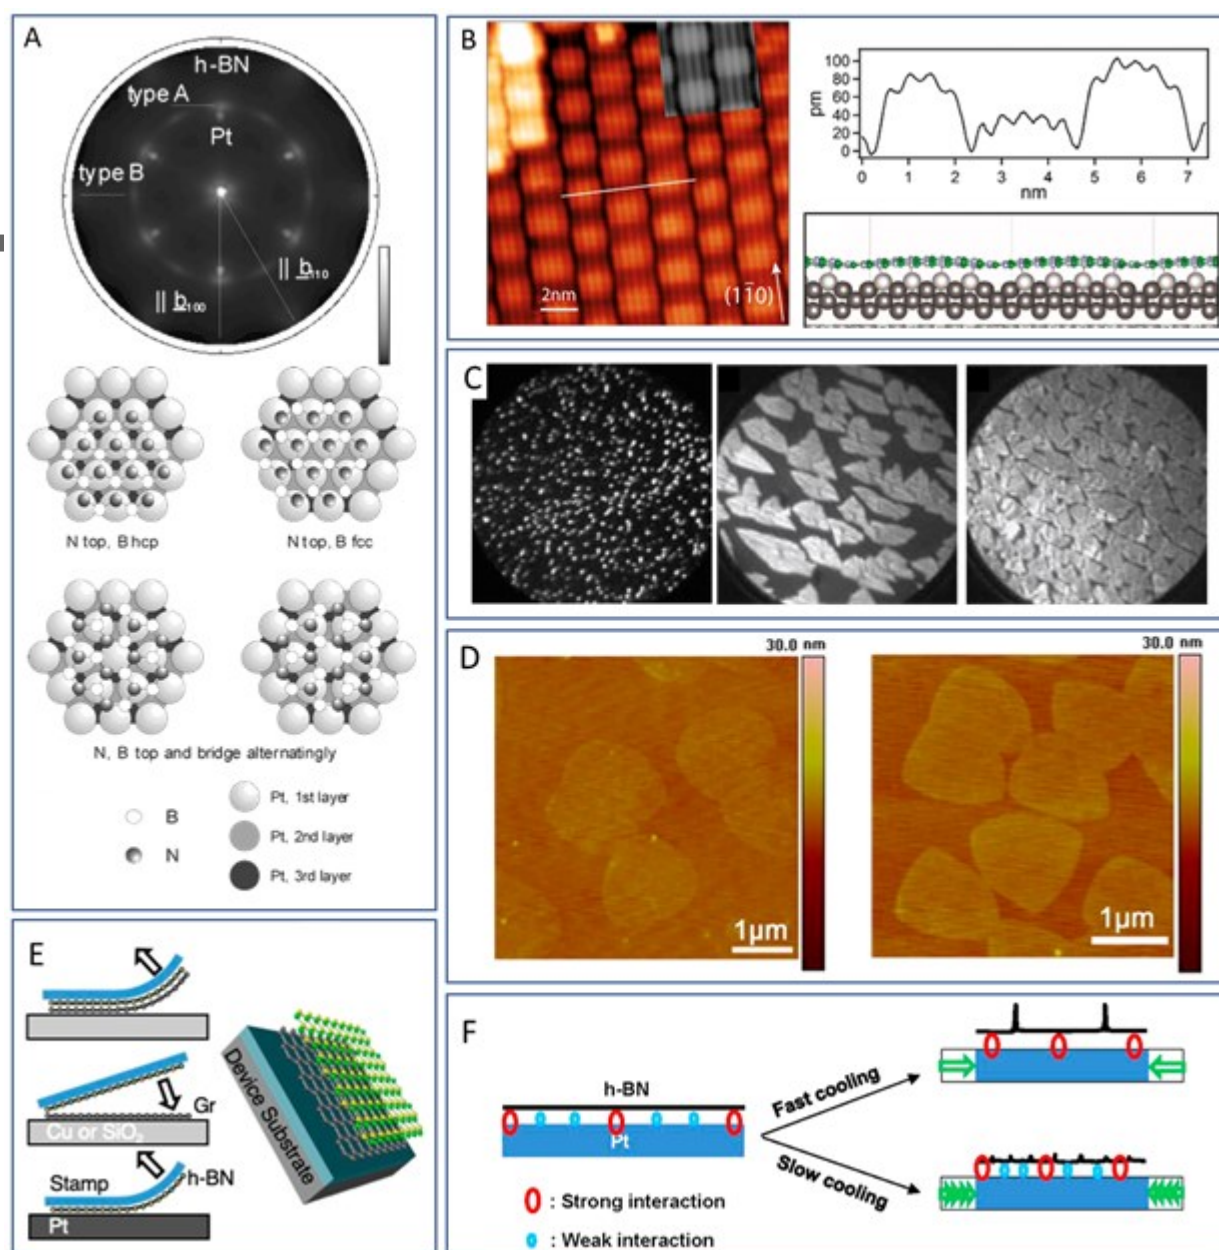 A
h-BN
type A
Pt
type B
|| b110
|| b100
N top, B hcp
N top, B fcc
N, B top and bridge alternatingly
B
N
Pt, 1st layer
Pt, 2nd layer
Pt, 3rd layer
B
2nm
(11̅0)
pm
100
80
60
40
20
0
0 1 2 3 4 5 6 7
nm
C
D
30.0 nm
1µm
30.0 nm
1µm
E
Gr
Cu or SiO2
Stamp
h-BN
Pt
Device Substrate
F
h-BN
Pt
Fast cooling
Slow cooling
: Strong interaction
: Weak interaction